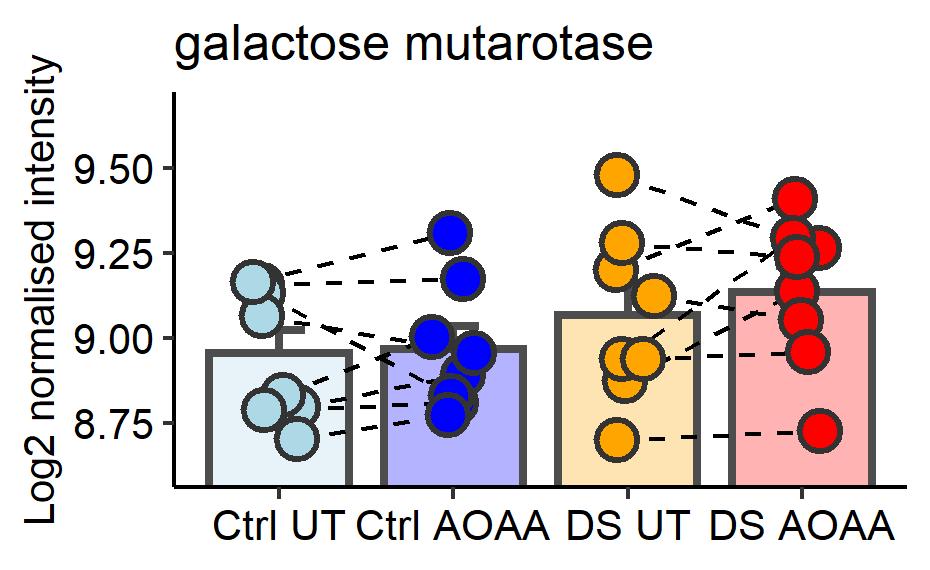 galactose mutarotase
Log2 normalised intensity
9.50
9.25
9.00
8.75
Ctrl UT Ctrl AOAA DS UT DS AOAA